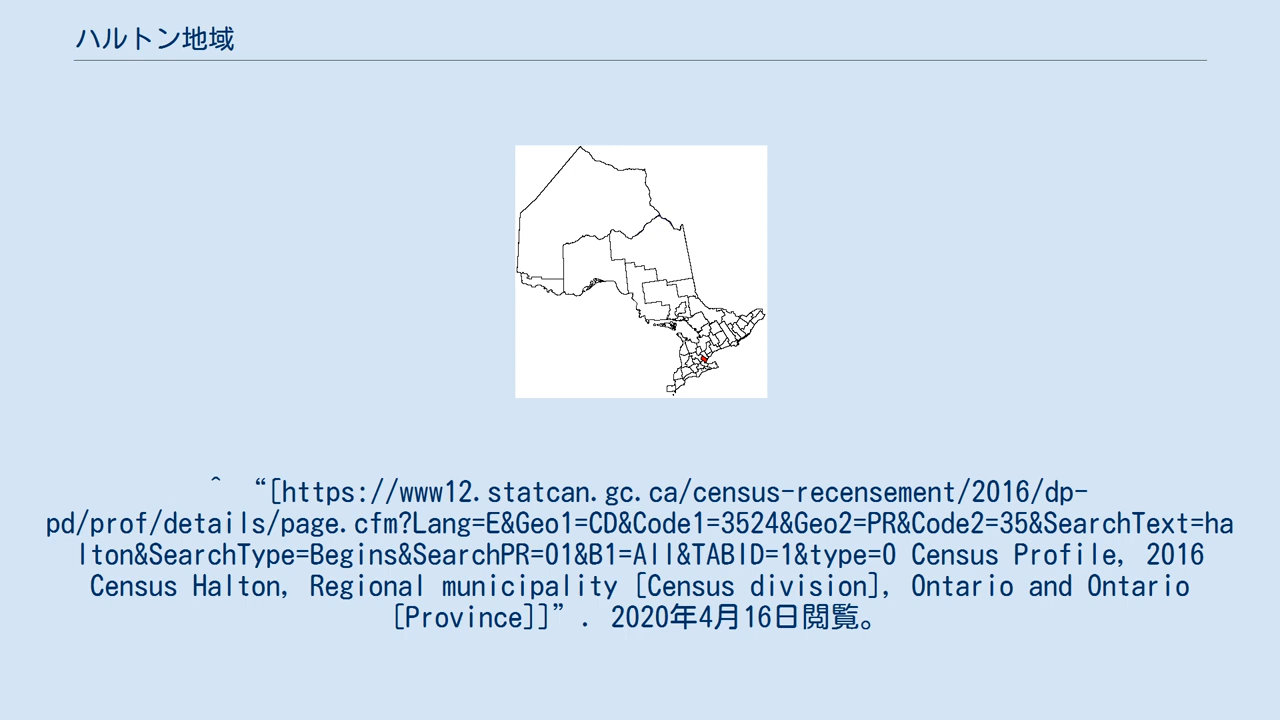 ハルトン地域
^ “[https://www12.statcan.gc.ca/census-recensement/2016/dp-
pd/prof/details/page.cfm?Lang=E&Geo1=CD&Code1=3524&Geo2=PR&Code2=35&SearchText=ha
lton&SearchType=Begins&SearchPR=01&B1=All&TABID=1&type=0 Census Profile, 2016
Census Halton, Regional municipality [Census division], Ontario and Ontario
[Province]]”. 2020年4月16日閲覧。